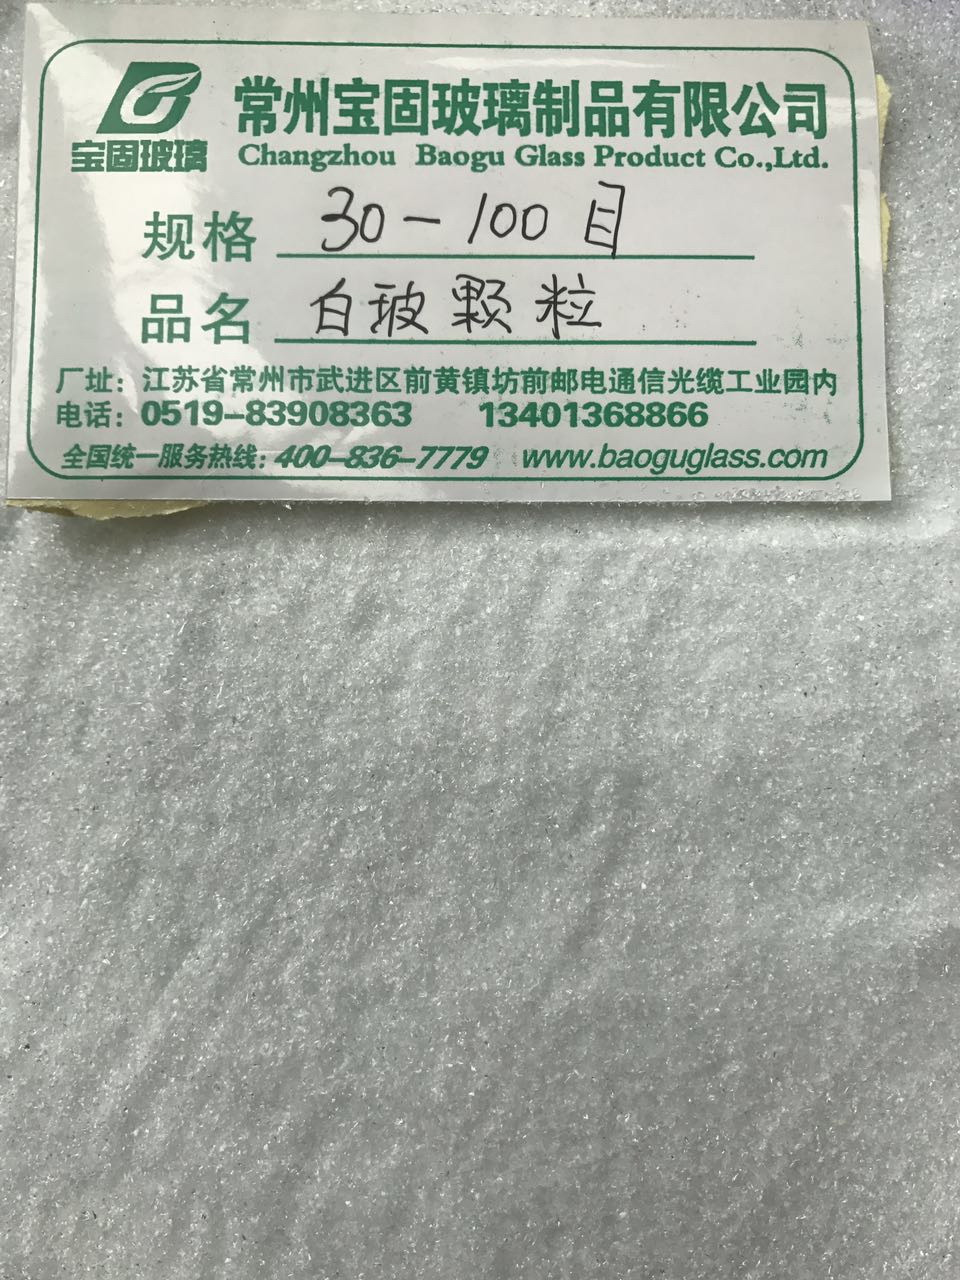 常州宝固玻璃制品有限公司
宝固玻璃
Changzhou Baogu Glass Product Co.,Ltd.
规格 30-100目
品名 白玻颗粒
厂址：江苏省常州市武进区前黄镇坊前邮电通信光缆工业园内
电话：0519-83908363 13401368866
全国统一服务热线：400-836-7779 www.baoguglass.com